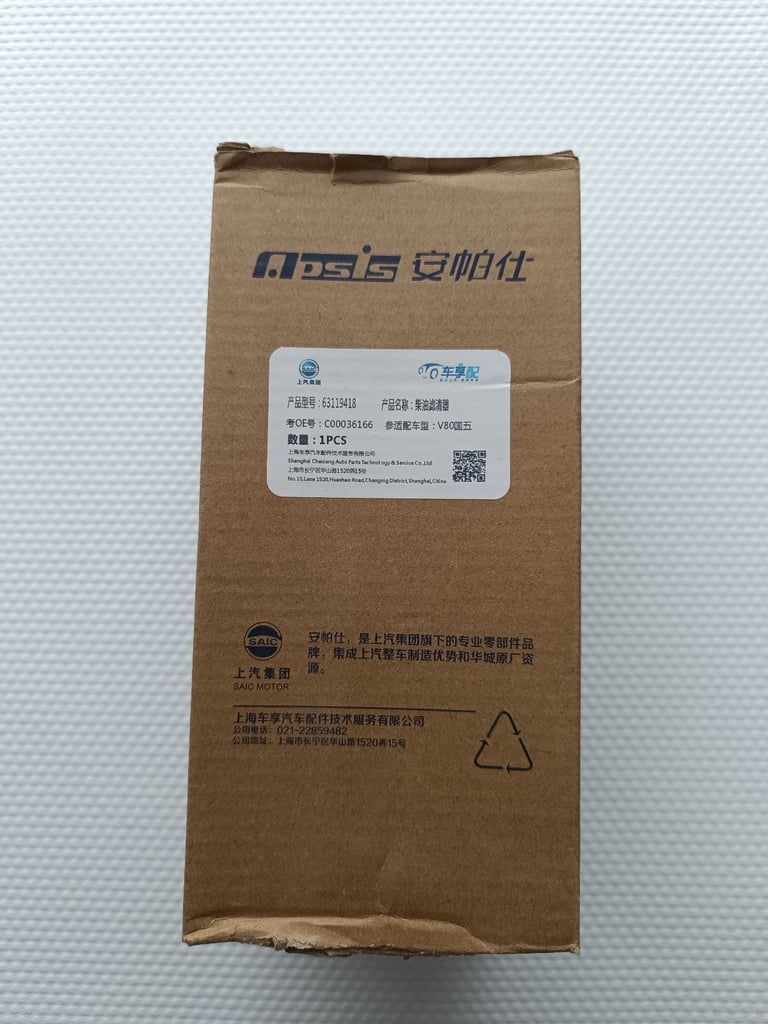 Apsis 安帕仕
SAIC
上汽集团
车享配
产品型号：63119418 产品名称：柴油滤清器
考OE号：C00036166 参适配车型：V80国五
数量：1PCS
上海车享汽车配件技术服务有限公司
Shanghai Chexiang Auto Parts Technology & Service Co.,Ltd
上海市长宁区华山路1520弄15号
No.15,Lane 1520,Huashan Road,Changnig District,Shanghai,China
SAIC
上汽集团
SAIC MOTOR
安帕仕，是上汽集团旗下的专业零部件品
牌，集成上汽整车制造优势和华域原厂资
源。
上海车享汽车配件技术服务有限公司
公司电话：021-22859482
公司地址：上海市长宁区华山路1520弄15号